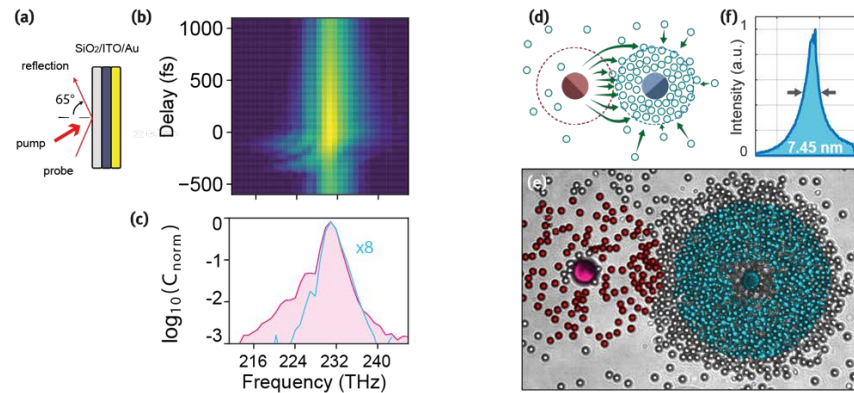 (a)
SiO₂/ITO/Au
reflection
65°
pump
probe
(b)
Delay (fs)
1000
500
0
−500
(c)
log₁₀(C_norm)
0
-1
-2
-3
x8
216 224 232 240
Frequency (THz)
(d)
(f)
Intensity (a.u.)
1
0
7.45 nm
(e)